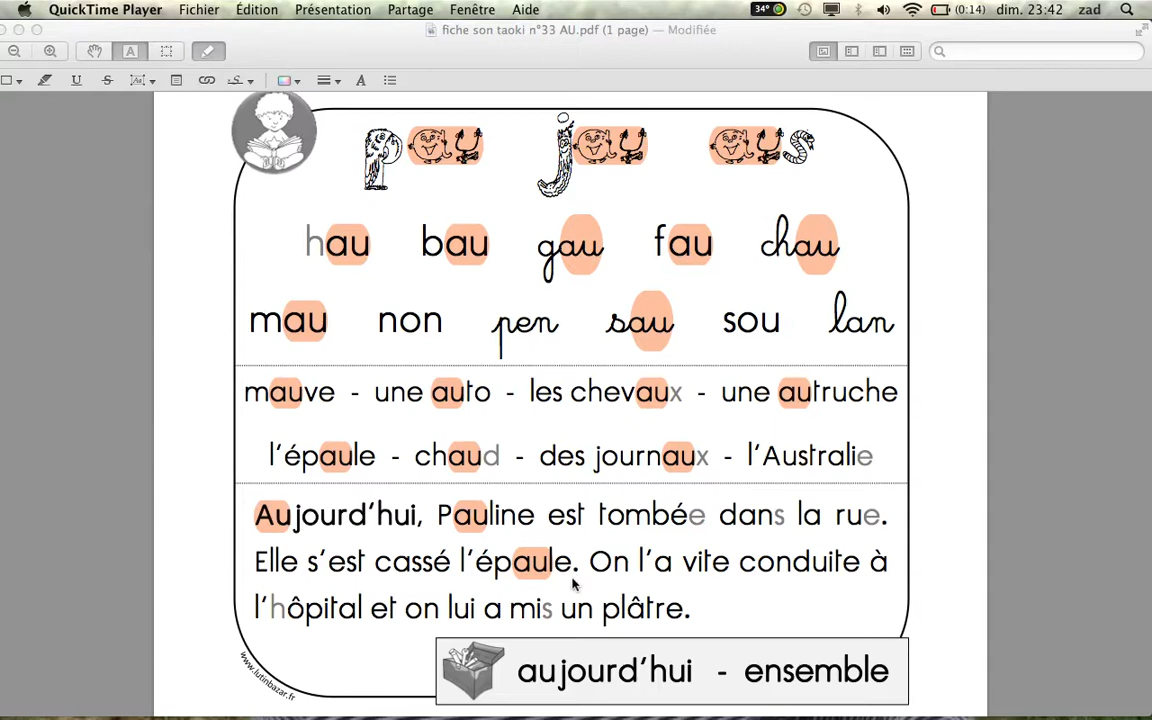 QuickTime Player Fichier Édition Présentation Partage Fenêtre Aide 34° (0:14) dim. 23:42 zad
fiche son taoki n°33 AU.pdf (1 page) — Modifiée
pau jau aus
hau bau gau fau chau
mau non pen sau sou lan
mauve - une auto - les chevaux - une autruche
l'épaule - chaud - des journaux - l'Australie
Aujourd'hui, Pauline est tombée dans la rue.
Elle s'est cassé l'épaule. On l'a vite conduite à
l'hôpital et on lui a mis un plâtre.
www.lutinbazar.fr
aujourd'hui - ensemble